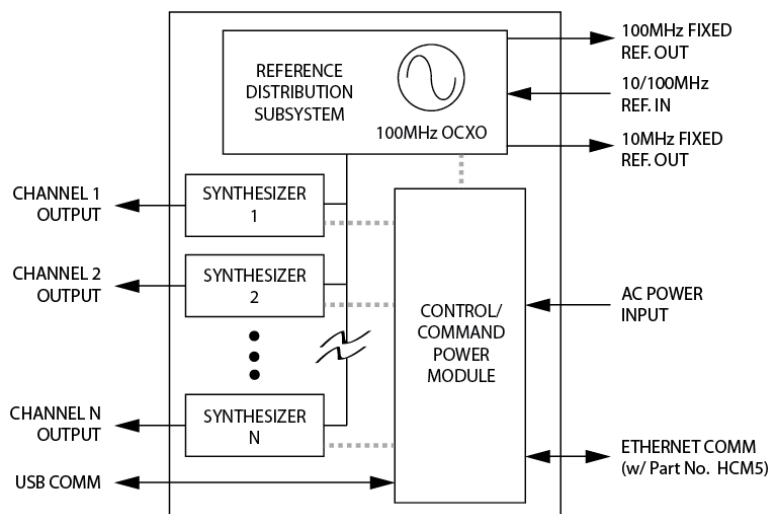 REFERENCE
DISTRIBUTION
SUBSYSTEM
100MHz OCXO
100MHz FIXED
REF. OUT
10/100MHz
REF. IN
10MHz FIXED
REF. OUT
CHANNEL 1
OUTPUT
SYNTHESIZER
1
CHANNEL 2
OUTPUT
SYNTHESIZER
2
CONTROL/
COMMAND
POWER
MODULE
AC POWER
INPUT
CHANNEL N
OUTPUT
SYNTHESIZER
N
USB COMM
ETHERNET COMM
(w/ Part No. HCM5)